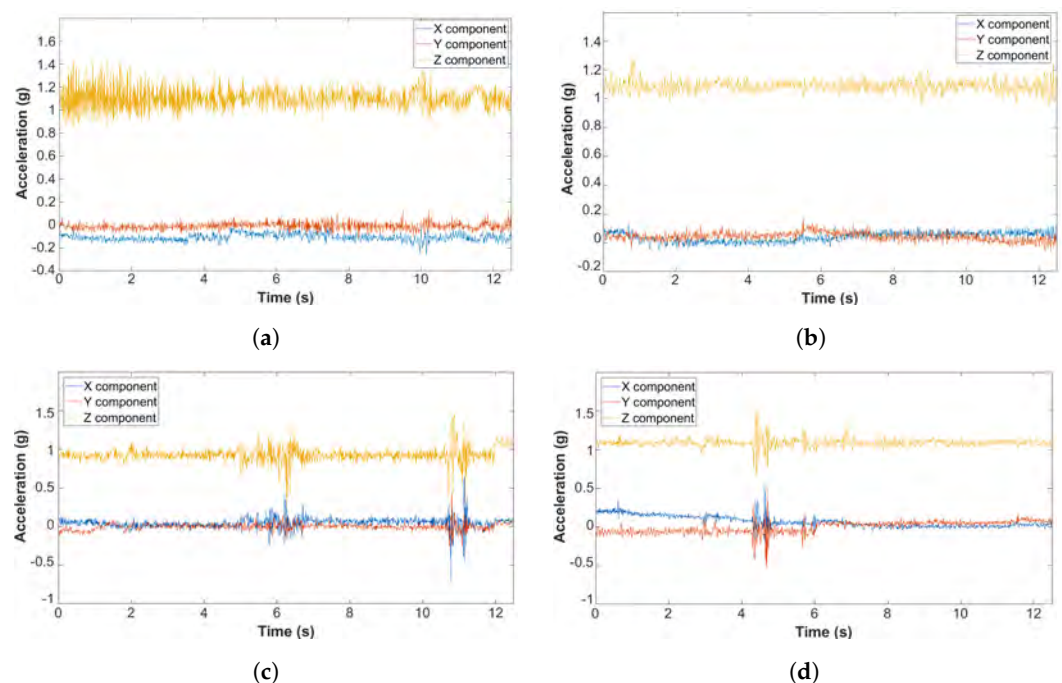 X component
Y component
Z component
1.6
1.4
1.2
1
0.8
0.6
0.4
0.2
0
-0.2
-0.4
Acceleration (g)
0 2 4 6 8 10 12
Time (s)
(a)
X component
Y component
Z component
1.4
1.2
1
0.8
0.6
0.4
0.2
0
-0.2
Acceleration (g)
0 2 4 6 8 10 12
Time (s)
(b)
X component
Y component
Z component
1.5
1
0.5
0
-0.5
-1
Acceleration (g)
0 2 4 6 8 10 12
Time (s)
(c)
X component
Y component
Z component
1.5
1
0.5
0
-0.5
-1
Acceleration (g)
0 2 4 6 8 10 12
Time (s)
(d)